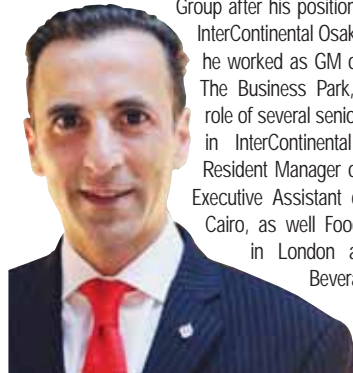 Group after his position
InterContinental Osak
he worked as GM o
The Business Park,
role of several senio
in InterContinental
Resident Manager o
Executive Assistant o
Cairo, as well Foo
in London a
Bevera